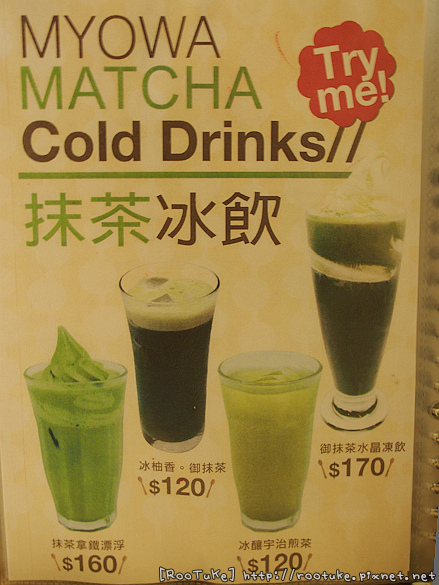 MYOWA
MATCHA
Cold Drinks//
Try
me!
抹茶冰飲
御抹茶水晶凍飲
$170
冰柚香。御抹茶
$120
抹茶拿鐵漂浮
$160
冰釀宇治煎茶
$120
[RooTuKe] http://rootuke.pixnet.net